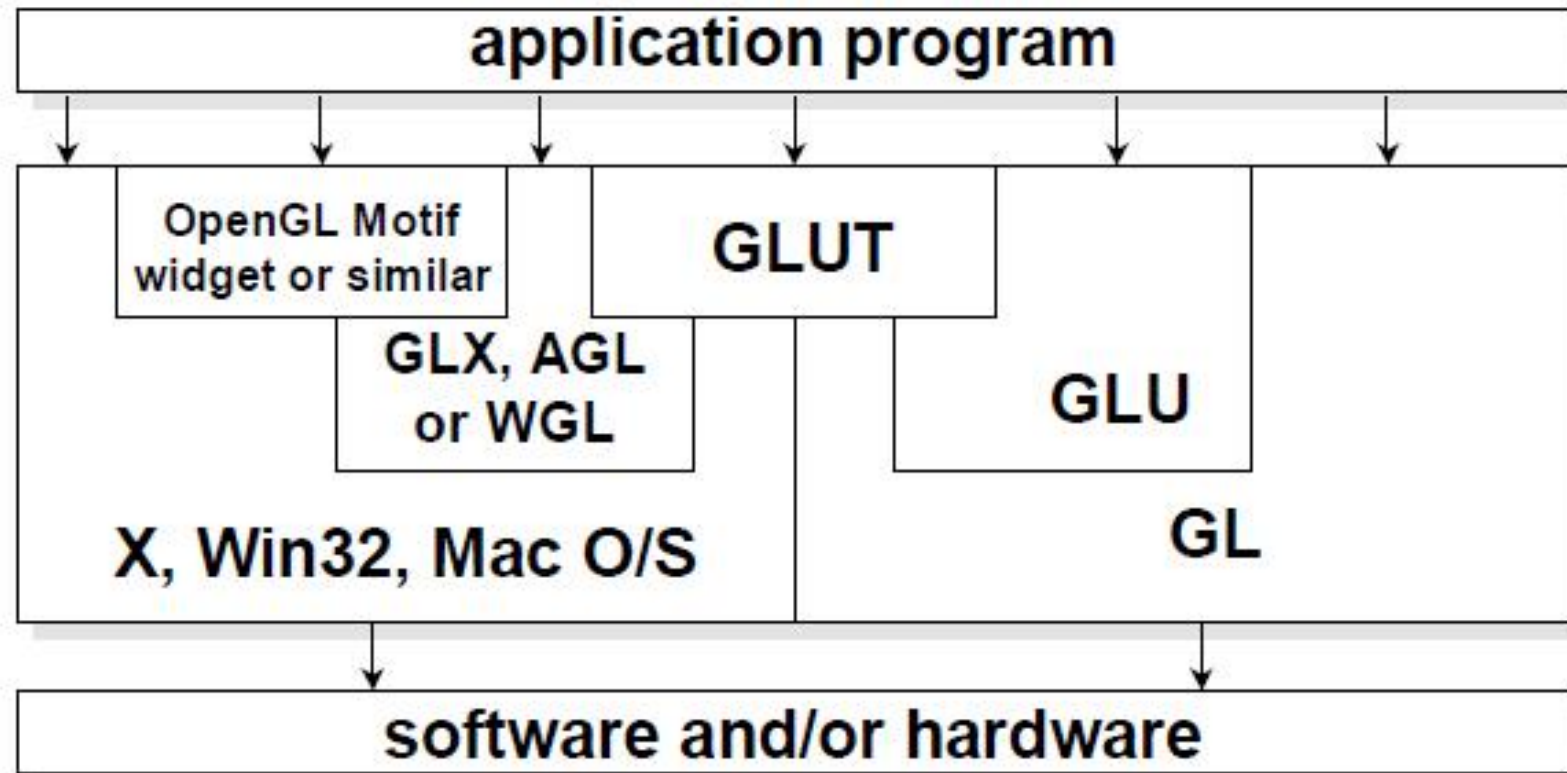 application program
OpenGL Motif
widget or similar
GLUT
GLX, AGL
or WGL
GLU
X, Win32, Mac O/S
GL
software and/or hardware